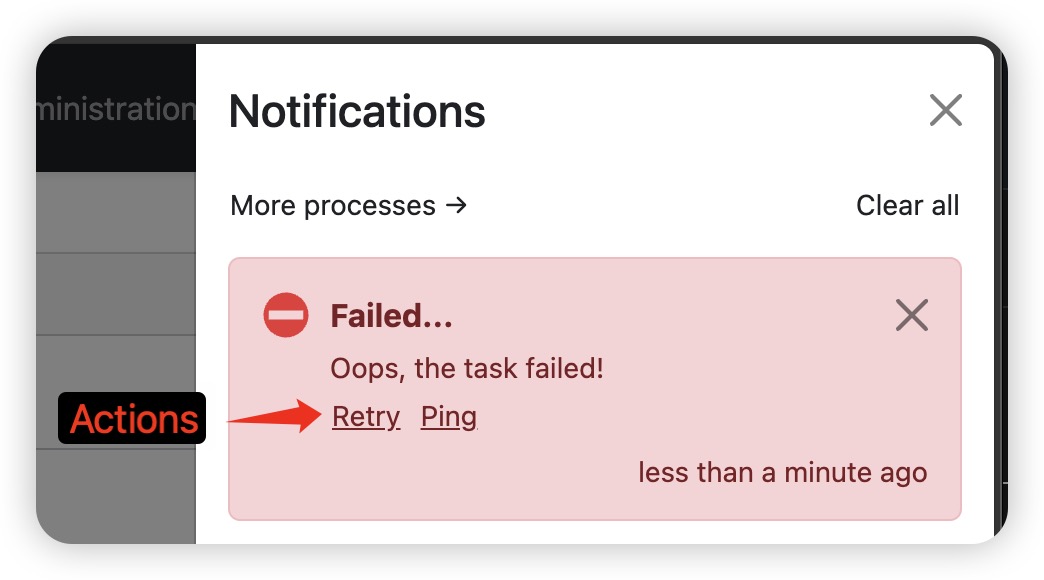 ministration
Notifications
More processes →
Clear all
Failed...
Oops, the task failed!
Actions
Retry Ping
less than a minute ago